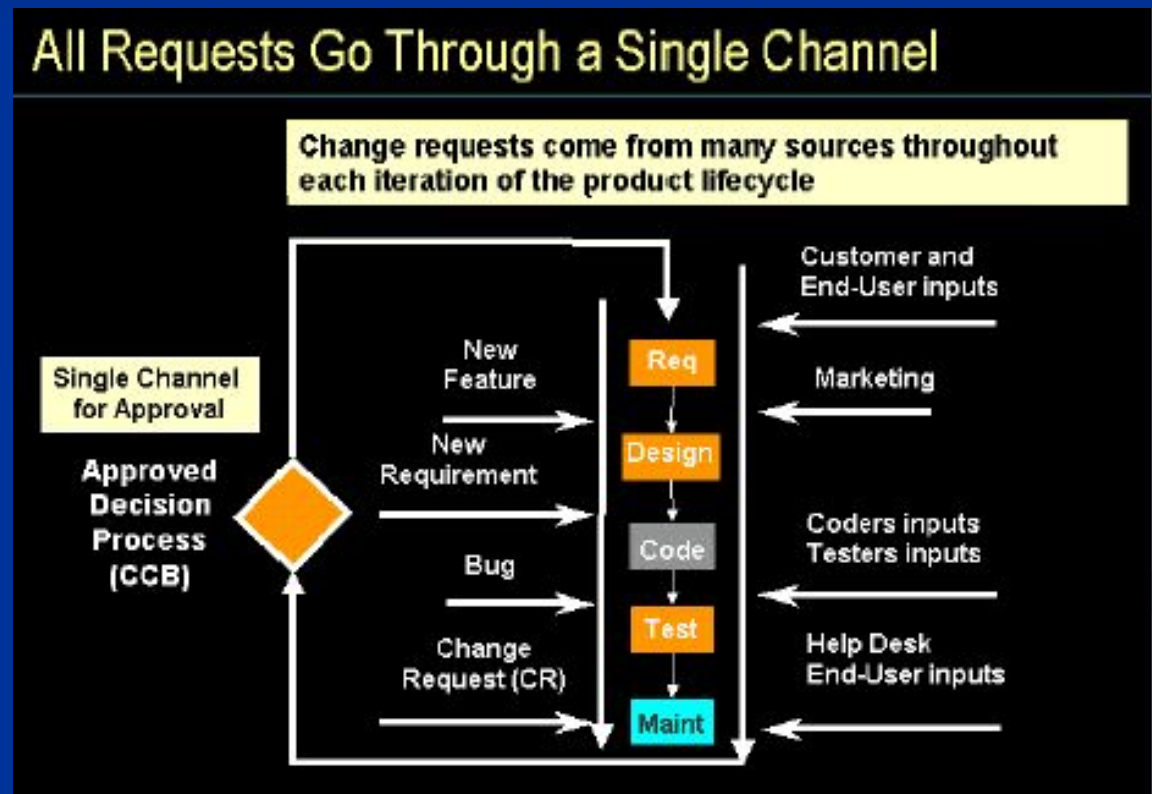 All Requests Go Through a Single Channel
Change requests come from many sources throughout
each iteration of the product lifecycle
Single Channel
for Approval
Approved
Decision
Process
(CCB)
New
Feature
New
Requirement
Bug
Change
Request (CR)
Req
Design
Code
Test
Maint
Customer and
End-User inputs
Marketing
Coders inputs
Testers inputs
Help Desk
End-User inputs